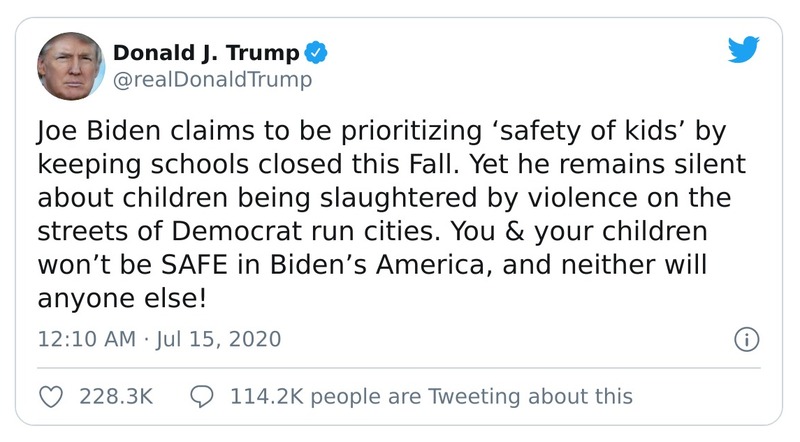 Donald J. Trump
@realDonaldTrump
Joe Biden claims to be prioritizing ‘safety of kids’ by
keeping schools closed this Fall. Yet he remains silent
about children being slaughtered by violence on the
streets of Democrat run cities. You & your children
won’t be SAFE in Biden’s America, and neither will
anyone else!
12:10 AM · Jul 15, 2020
228.3K 114.2K people are Tweeting about this